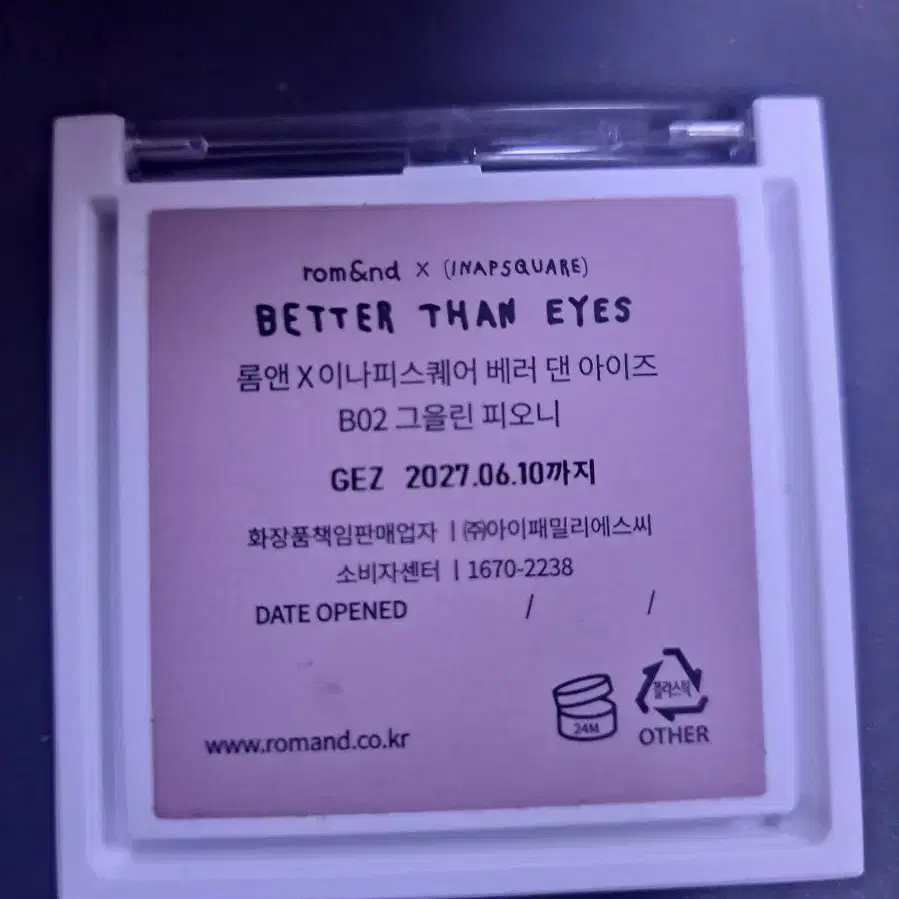 rom&nd X (INAPSQUARE)
BETTER THAN EYES
롬앤 X 이나피스퀘어 베러 댄 아이즈
B02 그을린 피오니
GEZ 2027.06.10까지
화장품책임판매업자 ㅣ㈜아이패밀리에스씨
소비자센터 ㅣ1670-2238
DATE OPENED / /
플라스틱
24M
OTHER
www.romand.co.kr